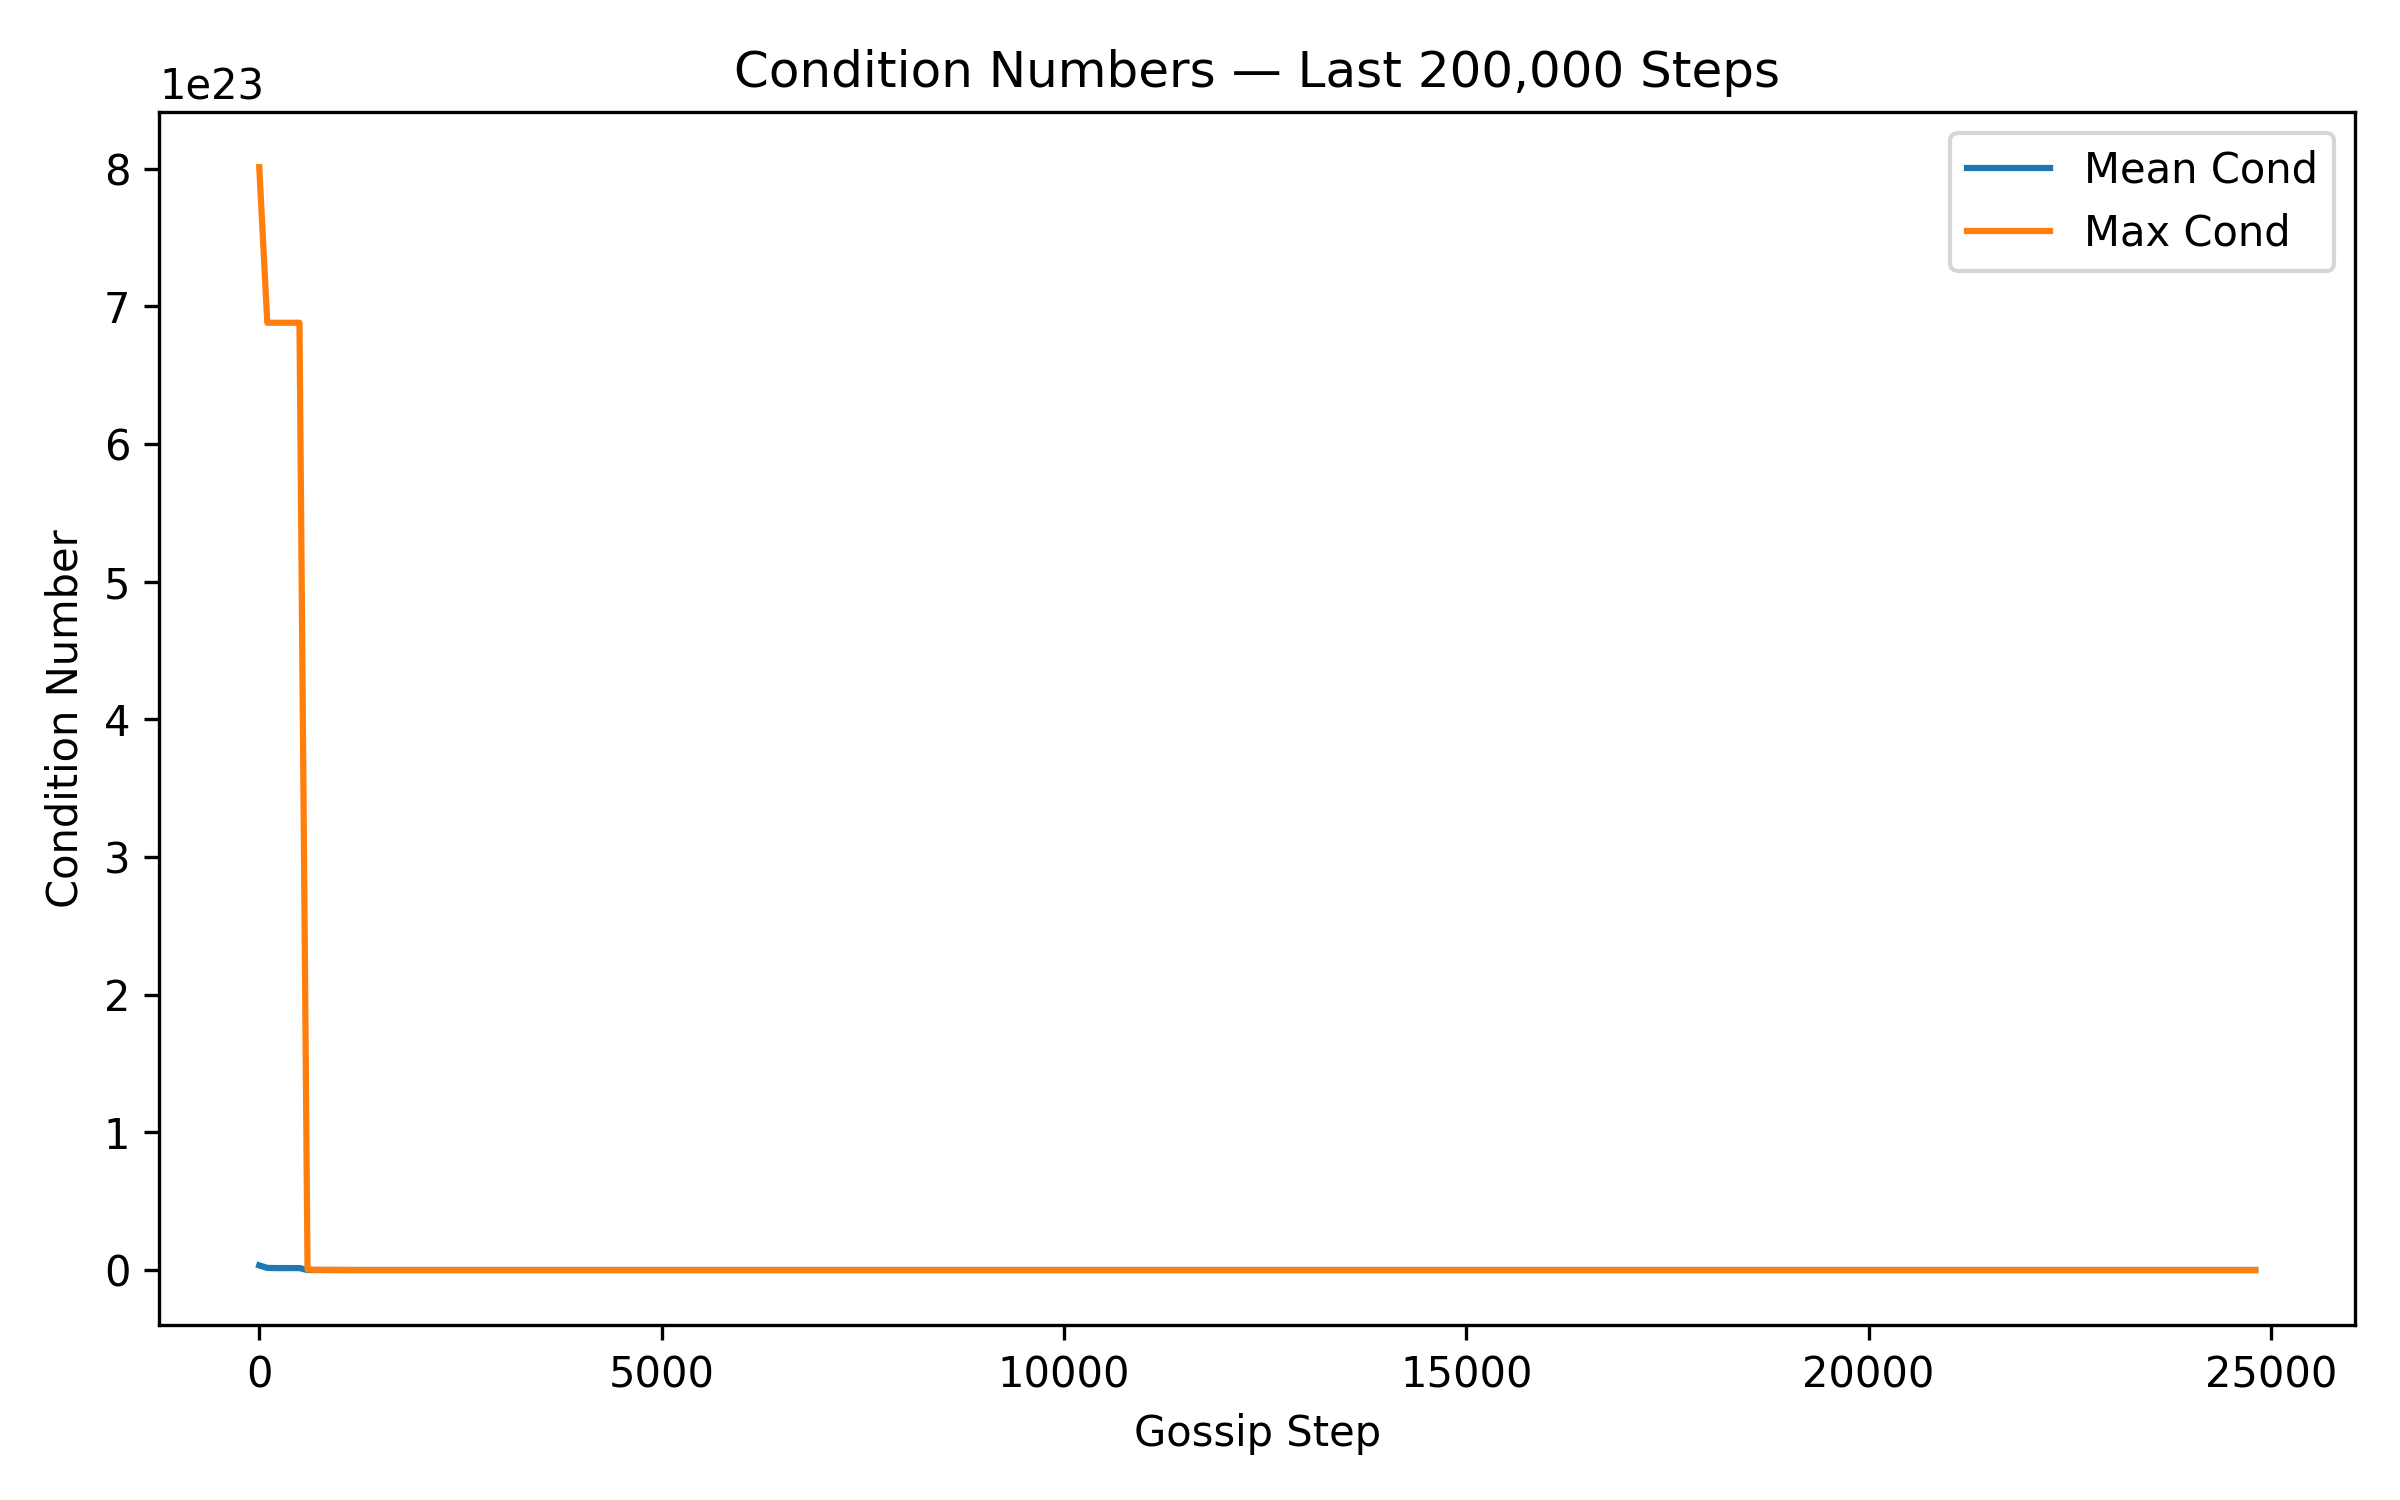 Condition Numbers — Last 200,000 Steps
1e23
Mean Cond
Max Cond
8
7
6
5
4
3
2
1
0
Condition Number
0 5000 10000 15000 20000 25000
Gossip Step